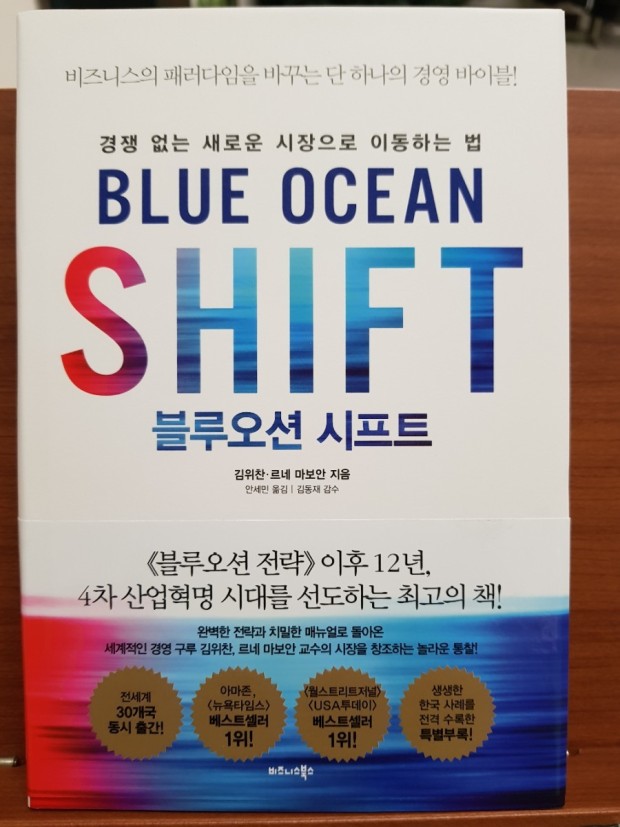 비즈니스의 패러다임을 바꾸는 단 하나의 경영 바이블!
경쟁 없는 새로운 시장으로 이동하는 법
BLUE OCEAN
SHIFT
블루오션 시프트
김위찬·르네 마보안 지음
안세민 옮김 | 김동재 감수
《블루오션 전략》 이후 12년,
4차 산업혁명 시대를 선도하는 최고의 책!
완벽한 전략과 치밀한 매뉴얼로 돌아온
세계적인 경영 구루 김위찬, 르네 마보안 교수의 시장을 창조하는 놀라운 통찰!
전세계
30개국
동시 출간!
아마존,
〈뉴욕타임스〉
베스트셀러
1위!
〈월스트리트저널〉
〈USA투데이〉
베스트셀러
1위!
생생한
한국 사례를
전격 수록한
특별부록!
비즈니스북스